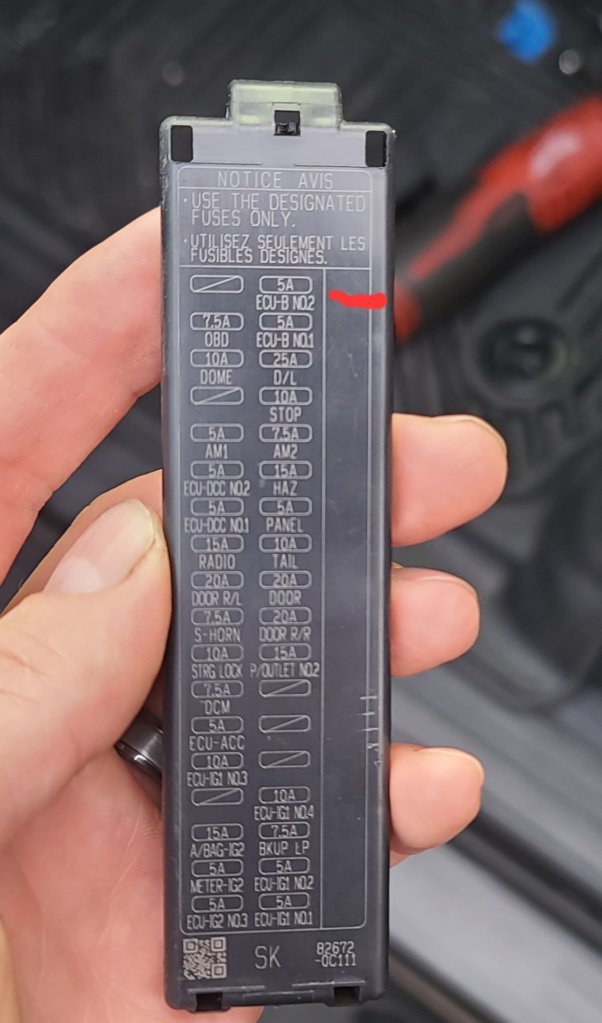 NOTICE AVIS
·USE THE DESIGNATED
FUSES ONLY.
·UTILISEZ SEULEMENT LES
FUSIBLES DESIGNES.
5A
ECU-B NO.2
7.5A 5A
OBD ECU-B NO.1
10A 25A
DOME D/L
10A
STOP
5A 7.5A
AM1 AM2
5A 15A
ECU-DCC NO.2 HAZ
5A 5A
ECU-DCC NO.1 PANEL
15A 10A
RADIO TAIL
20A 20A
DOOR R/L DOOR
7.5A 20A
S-HORN DOOR R/R
10A 15A
STRG LOCK P/OUTLET NO.2
7.5A
DCM
5A
ECU-ACC
10A
ECU-IG1 NO.3
10A
ECU-IG1 NO.4
15A 7.5A
A/BAG-IG2 BKUP LP
5A 5A
METER-IG2 ECU-IG1 NO.2
5A 5A
ECU-IG2 NO.3 ECU-IG1 NO.1
SK 82672
-0C111